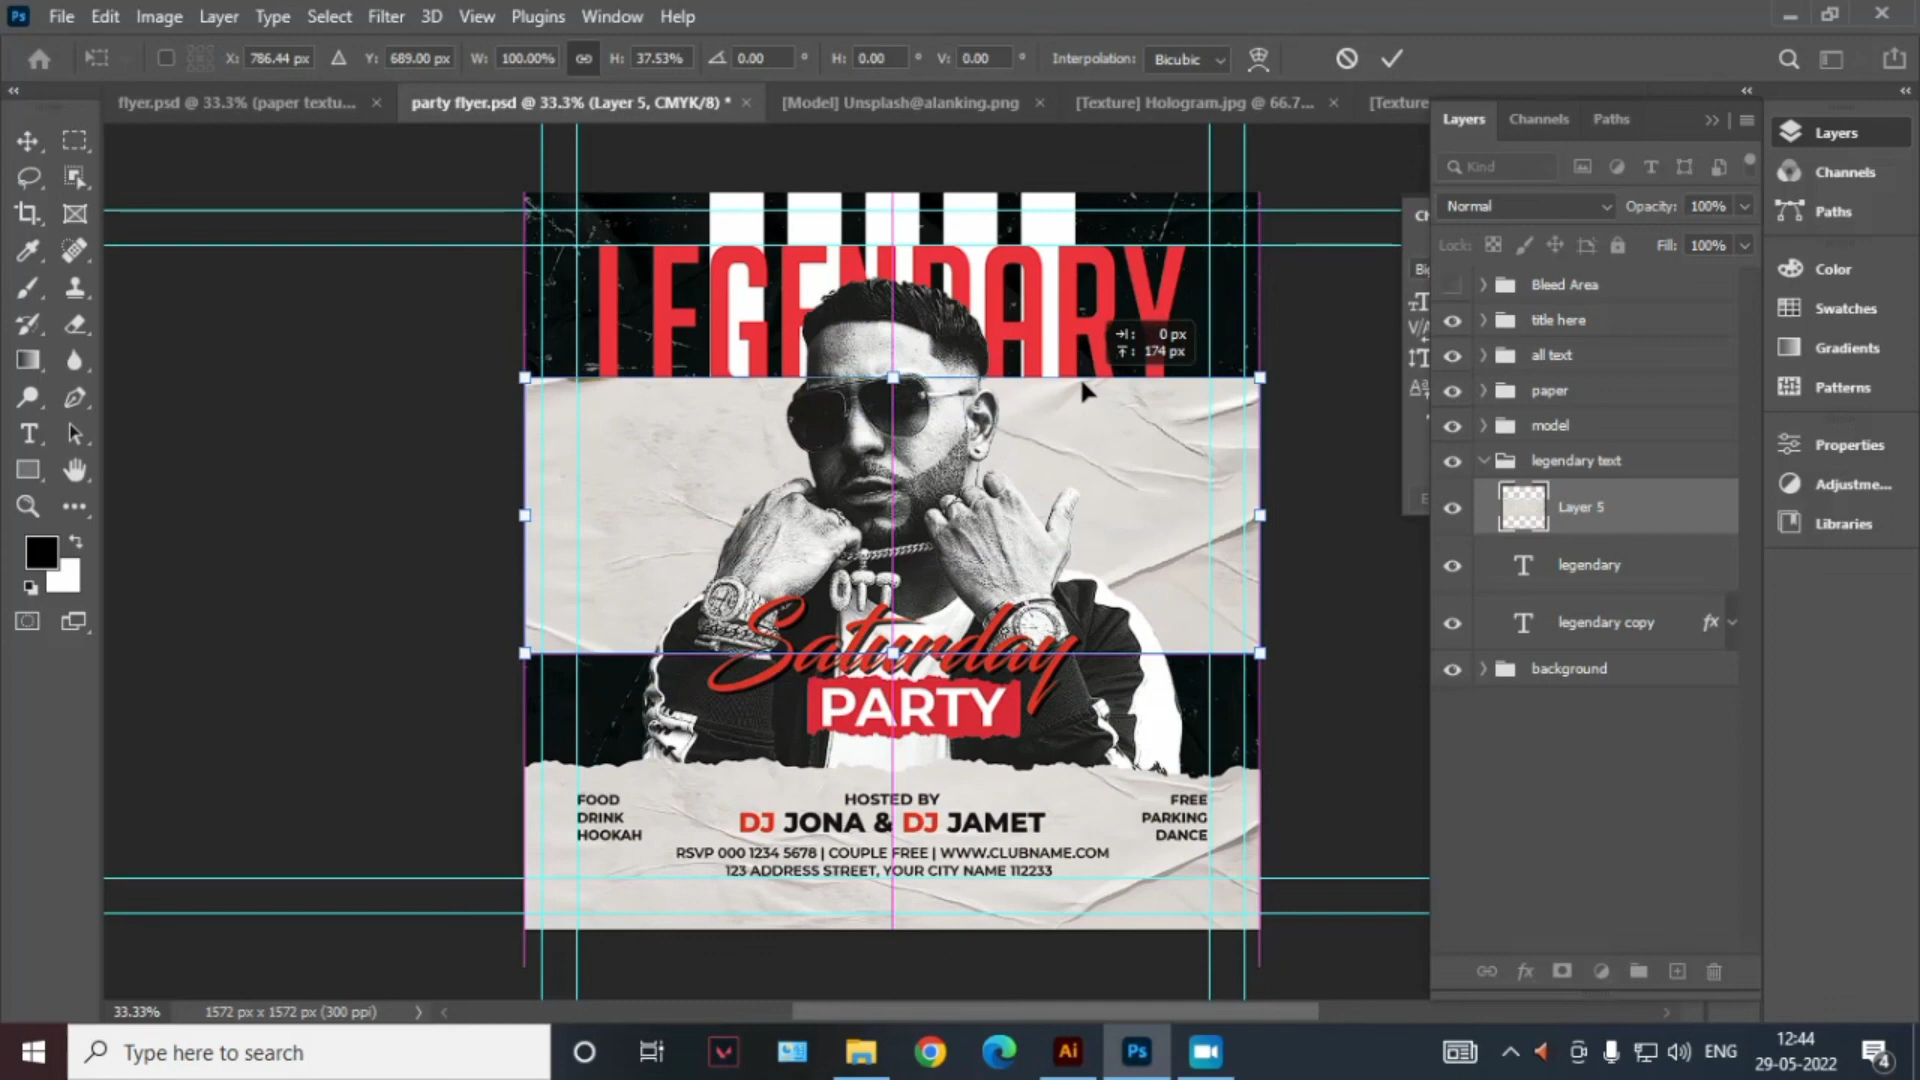 Ps File Edit Image Layer Type Select Filter 3D View Plugins Window Help
X: 786.44 px Y: 689.00 px W: 100.00% H: 37.53% 0.00 ° H: 0.00 ° V: 0.00 ° Interpolation: Bicubic
flyer.psd @ 33.3% (paper textu... × party flyer.psd @ 33.3% (Layer 5, CMYK/8) * × [Model] Unsplash@alanking.png × [Texture] Hologram.jpg @ 66.7... × [Texture
Layers Channels Paths
Kind
Normal Opacity: 100%
Lock: Fill: 100%
Bleed Area
title here
all text
paper
model
legendary text
Layer 5
legendary
legendary copy fx
background
Layers
Channels
Paths
Color
Swatches
Gradients
Patterns
Properties
Adjustme...
Libraries
LEGENDARY
0 px
174 px
OTT
Saturday
PARTY
FOOD
DRINK
HOOKAH
HOSTED BY
DJ JONA & DJ JAMET
RSVP 000 1234 5678 | COUPLE FREE | WWW.CLUBNAME.COM
123 ADDRESS STREET, YOUR CITY NAME 112233
FREE
PARKING
DANCE
33.33% 1572 px x 1572 px (300 ppi)
Type here to search
Ai Ps
ENG
12:44
29-05-2022
4